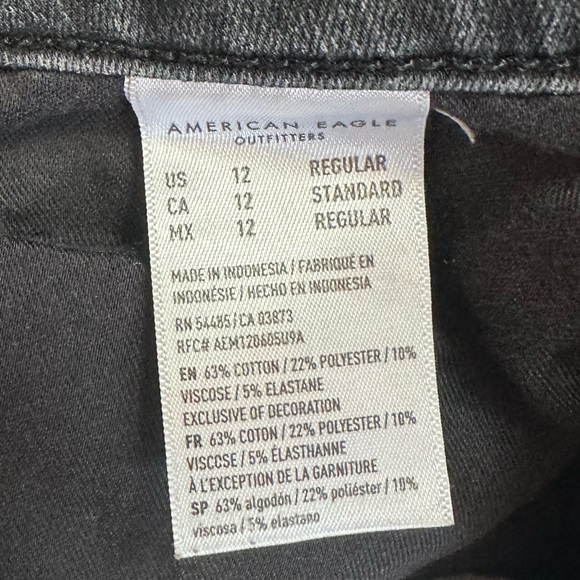 AMERICAN EAGLE
OUTFITTERS
US 12 REGULAR
CA 12 STANDARD
MX 12 REGULAR
MADE IN INDONESIA / FABRIQUÉ EN
INDONÉSIE / HECHO EN INDONESIA
RN 54485 / CA 03873
RFC# AEM120605U9A
EN 63% COTTON / 22% POLYESTER / 10%
VISCOSE / 5% ELASTANE
EXCLUSIVE OF DECORATION
FR 63% COTON / 22% POLYESTER / 10%
VISCOSE / 5% ÉLASTHANNE
À L'EXCEPTION DE LA GARNITURE
SP 63% algodón / 22% poliéster / 10%
viscosa / 5% elastano